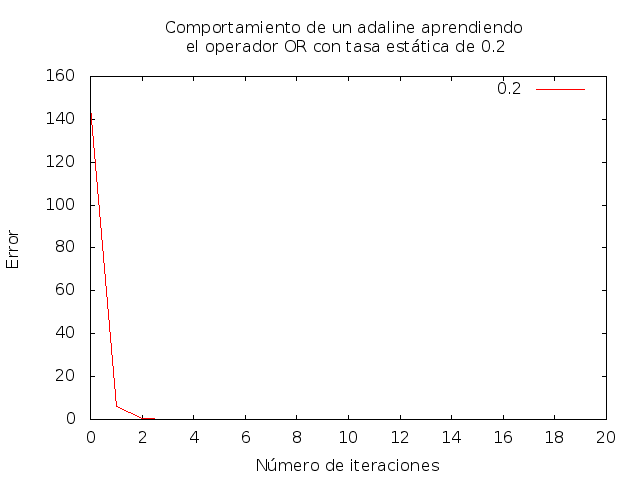 Comportamiento de un adaline aprendiendo
el operador OR con tasa estática de 0.2
0.2
160
140
120
100
80
60
40
20
0
Error
0 2 4 6 8 10 12 14 16 18 20
Número de iteraciones